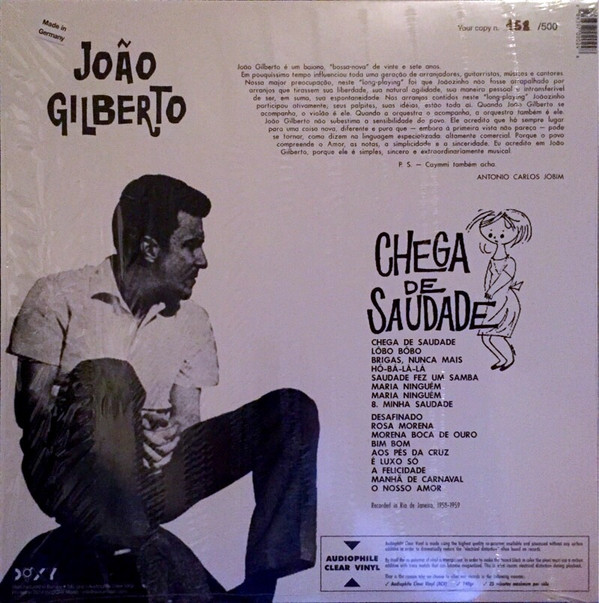 Made in
Germany
JOÃO
GILBERTO
Your copy n. 451 /500
João Gilberto é um baiano, "bossa-nova" de vinte e sete anos.
Em pouquíssimo tempo influenciou toda uma geração de arranjadores, guitarristas, músicos e cantores.
Nossa maior preocupação, neste "long-playing" foi que Joãozinho não fosse atrapalhado por
arranjos que tirassem sua liberdade, sua natural agilidade, sua maneira pessoal e intransferível
de ser, em suma, sua espontaneidade. Nos arranjos contidos neste "long-playing" Joãozinho
participou ativamente; seus palpites, suas idéias, estão todas aí. Quando João Gilberto se
acompanha, o violão é ele. Quando a orquestra o acompanha, a orquestra também é ele.
João Gilberto não subestima a sensibilidade do povo. Ele acredita que há sempre lugar
para uma coisa nova, diferente e pura que — embora à primeira vista não pareça — pode
se tornar, como dizem na linguagem especializada: altamente comercial. Porque o povo
compreende o Amor, as notas, a simplicidade e a sinceridade. Eu acredito em João
Gilberto, porque ele é simples, sincero e extraordinariamente musical.
P. S. — Caymmi também acha.
ANTONIO CARLOS JOBIM
CHEGA
DE
SAUDADE
CHEGA DE SAUDADE
LÔBO BÔBO
BRIGAS, NUNCA MAIS
HÔ-BÁ-LÁ-LÁ
SAUDADE FEZ UM SAMBA
MARIA NINGUÉM
MARIA NINGUÉM
8. MINHA SAUDADE
DESAFINADO
ROSA MORENA
MORENA BOCA DE OURO
BIM BOM
AOS PÉS DA CRUZ
É LUXO SÓ
A FELICIDADE
MANHÃ DE CARNAVAL
O NOSSO AMOR
Recorded in Rio de Janeiro, 1958-1959
AUDIOPHILE
CLEAR VINYL